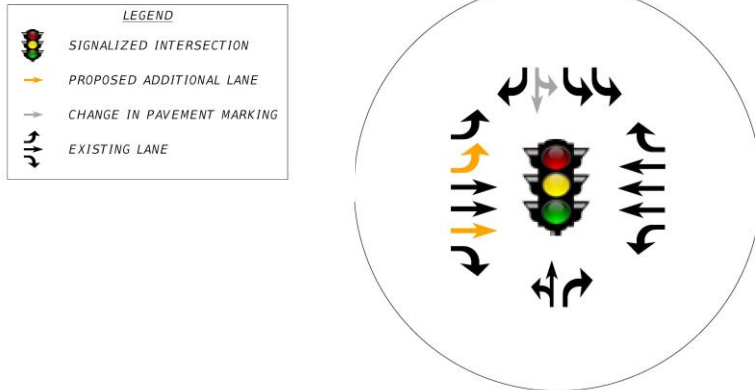 LEGEND
SIGNALIZED INTERSECTION
PROPOSED ADDITIONAL LANE
CHANGE IN PAVEMENT MARKING
EXISTING LANE